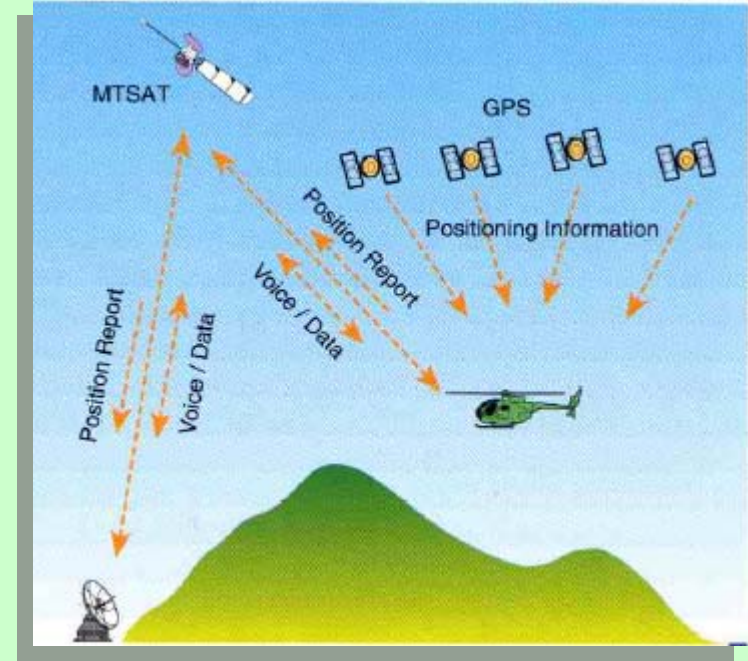 MTSAT
GPS
Positioning Information
Position Report
Voice / Data
Position Report
Voice / Data